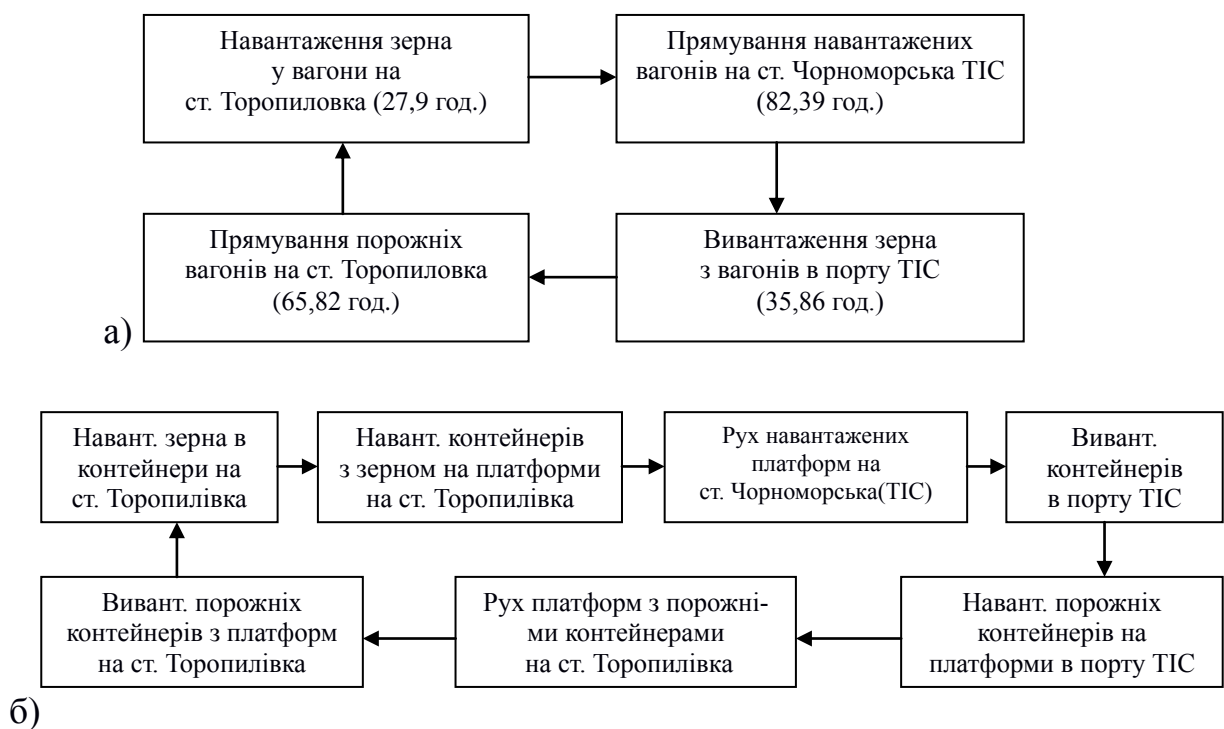 Навантаження зерна
у вагони на
ст. Торопиловка (27,9 год.)
Прямування навантажених
вагонів на ст. Чорноморська ТІС
(82,39 год.)
Прямування порожніх
вагонів на ст. Торопиловка
(65,82 год.)
Вивантаження зерна
з вагонів в порту ТІС
(35,86 год.)
а)
Навант. зерна в
контейнери на
ст. Торопилівка
Навант. контейнерів
з зерном на платформи
на ст. Торопилівка
Рух навантажених
платформ на
ст. Чорноморська(ТІС)
Вивант.
контейнерів
в порту ТІС
Вивант. порожніх
контейнерів з платформ
на ст. Торопилівка
Рух платформ з порожні-
ми контейнерами
на ст. Торопилівка
Навант. порожніх
контейнерів на
платформи в порту ТІС
б)